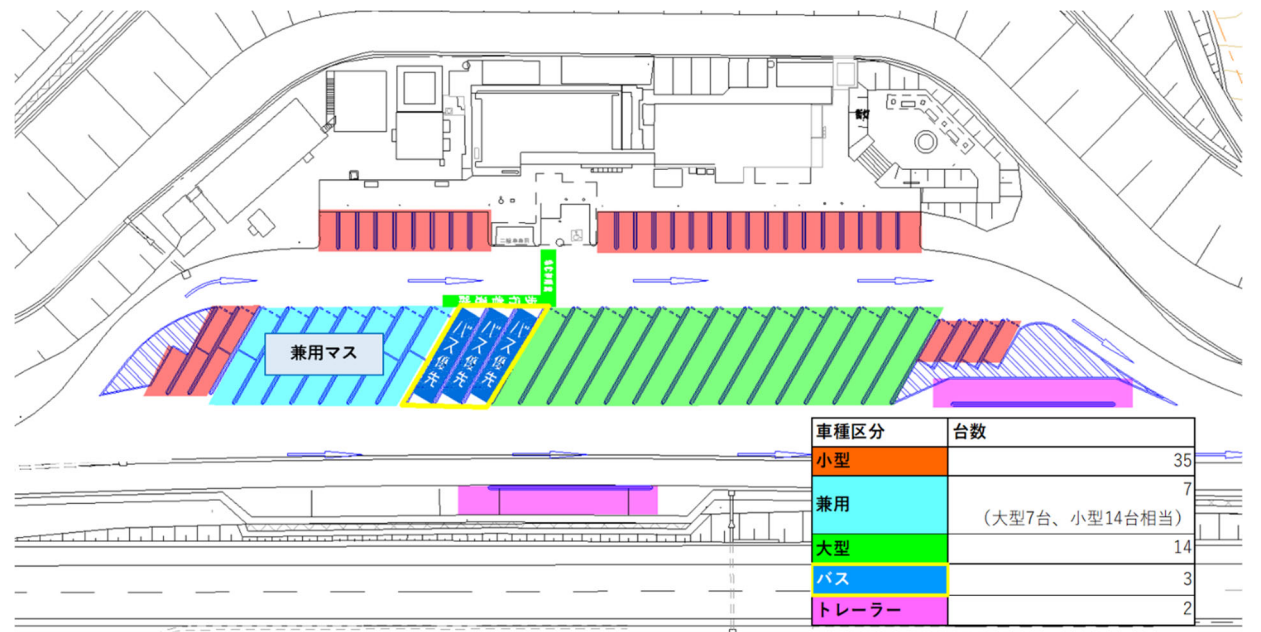 兼用マス
バス優先
バス優先
バス優先
車種区分 台数
小型 35
兼用 7
（大型7台、小型14台相当）
大型 14
バス 3
トレーラー 2